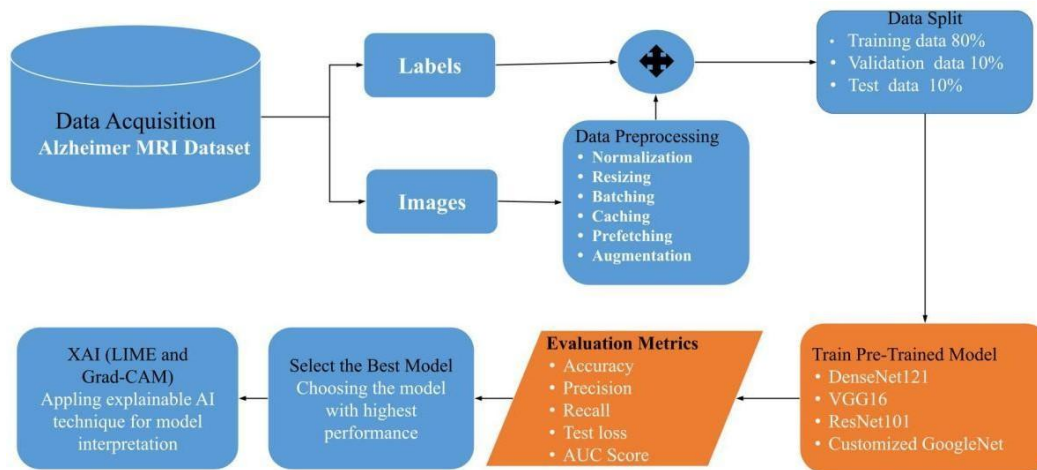 Data Acquisition
Alzheimer MRI Dataset
Labels
Images
Data Preprocessing
• Normalization
• Resizing
• Batching
• Caching
• Prefetching
• Augmentation
Data Split
• Training data 80%
• Validation data 10%
• Test data 10%
Train Pre-Trained Model
• DenseNet121
• VGG16
• ResNet101
• Customized GoogleNet
Evaluation Metrics
• Accuracy
• Precision
• Recall
• Test loss
• AUC Score
Select the Best Model
Choosing the model
with highest
performance
XAI (LIME and
Grad-CAM)
Appling explainable AI
technique for model
interpretation